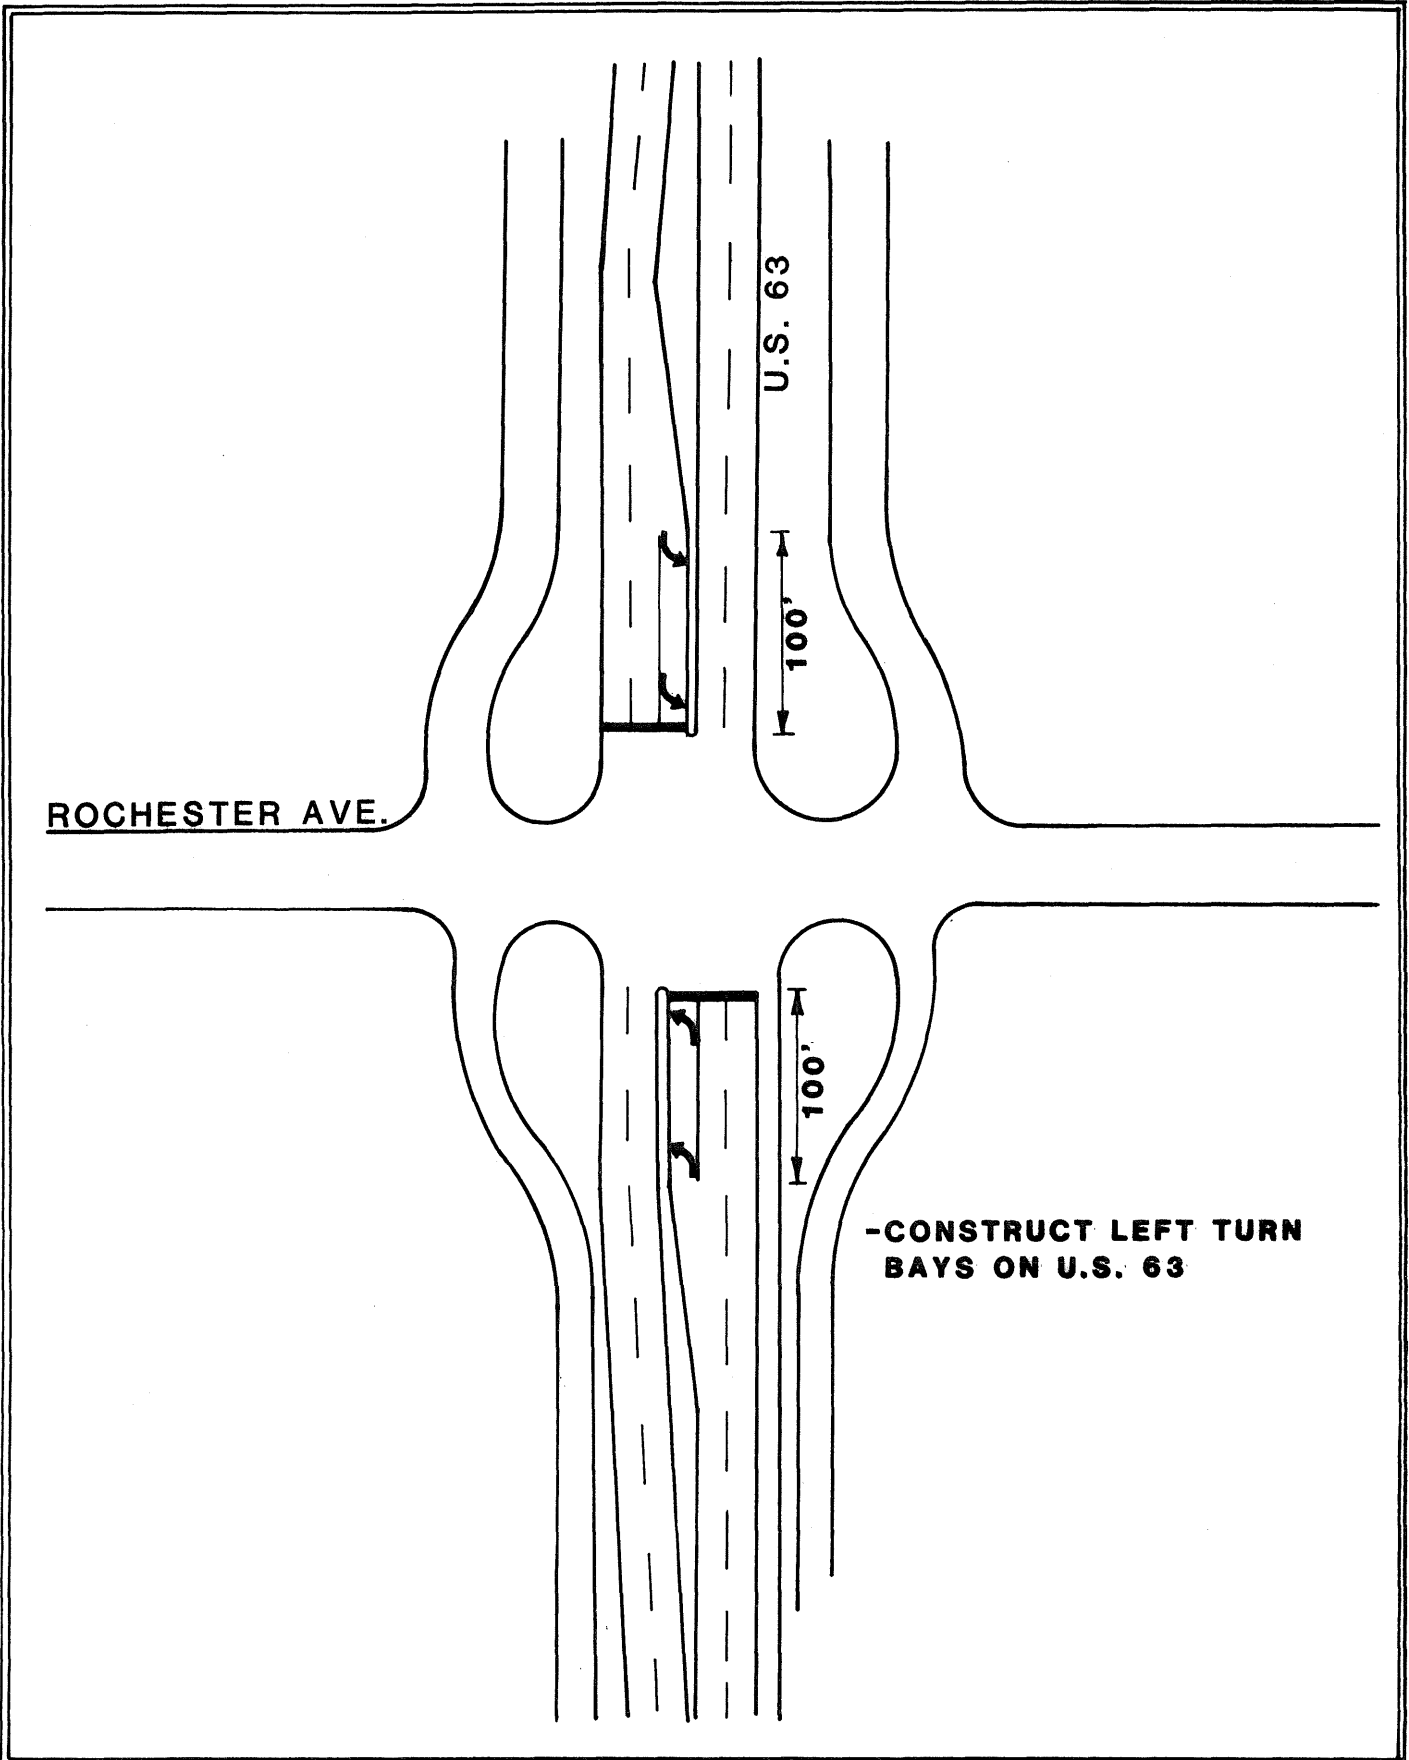 U.S. 63
100'
ROCHESTER AVE.
100'
-CONSTRUCT LEFT TURN
BAYS ON U.S. 63